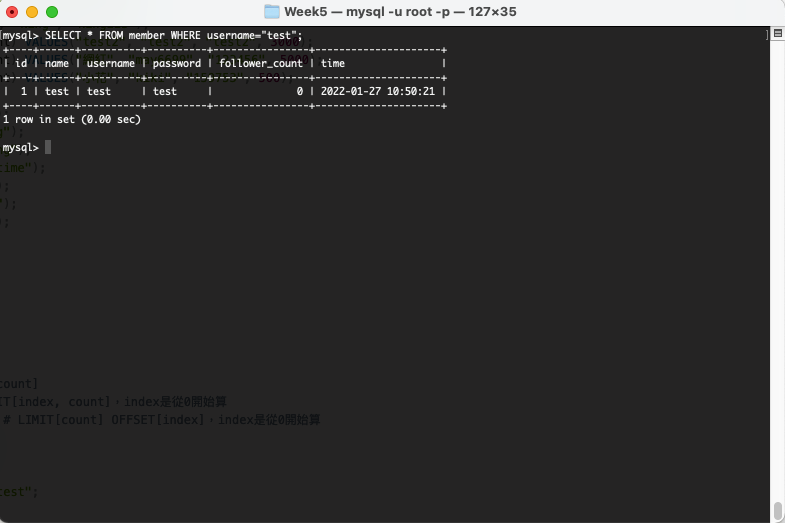 Week5 — mysql -u root -p — 127×35
[mysql> SELECT * FROM member WHERE username="test"; ]
+----+------+----------+----------+----------------+---------------------+
| id | name | username | password | follower_count | time                |
+----+------+----------+----------+----------------+---------------------+
|  1 | test | test     | test     |              0 | 2022-01-27 10:50:21 |
+----+------+----------+----------+----------------+---------------------+
1 row in set (0.00 sec)
mysql>
time");
);
");
);
count]
IT[index, count]，index是從0開始算
# LIMIT[count] OFFSET[index]，index是從0開始算
test";